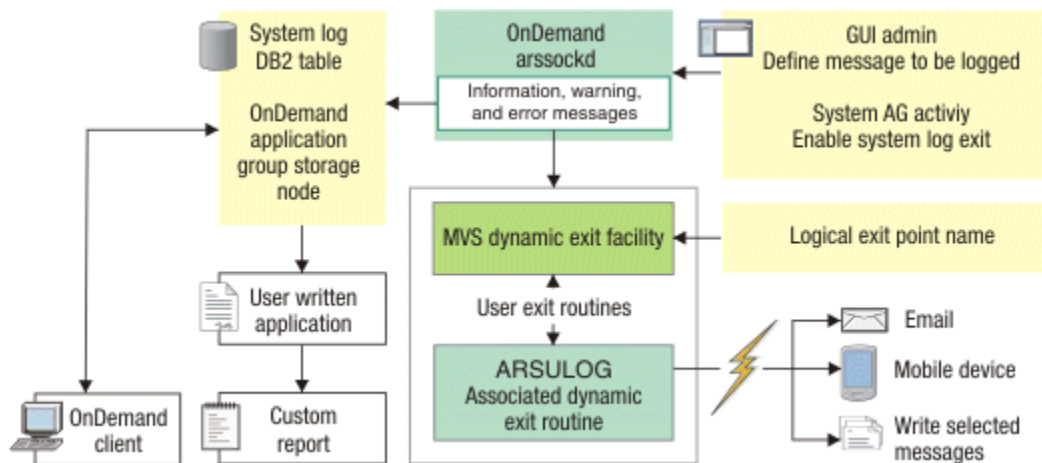 System log
DB2 table
OnDemand
application
group storage
node
OnDemand
arssockd
Information, warning,
and error messages
GUI admin
Define message to be logged
System AG activiy
Enable system log exit
MVS dynamic exit facility
Logical exit point name
User exit routines
User written
application
ARSULOG
Associated dynamic
exit routine
Email
Mobile device
Write selected
messages
OnDemand
client
Custom
report